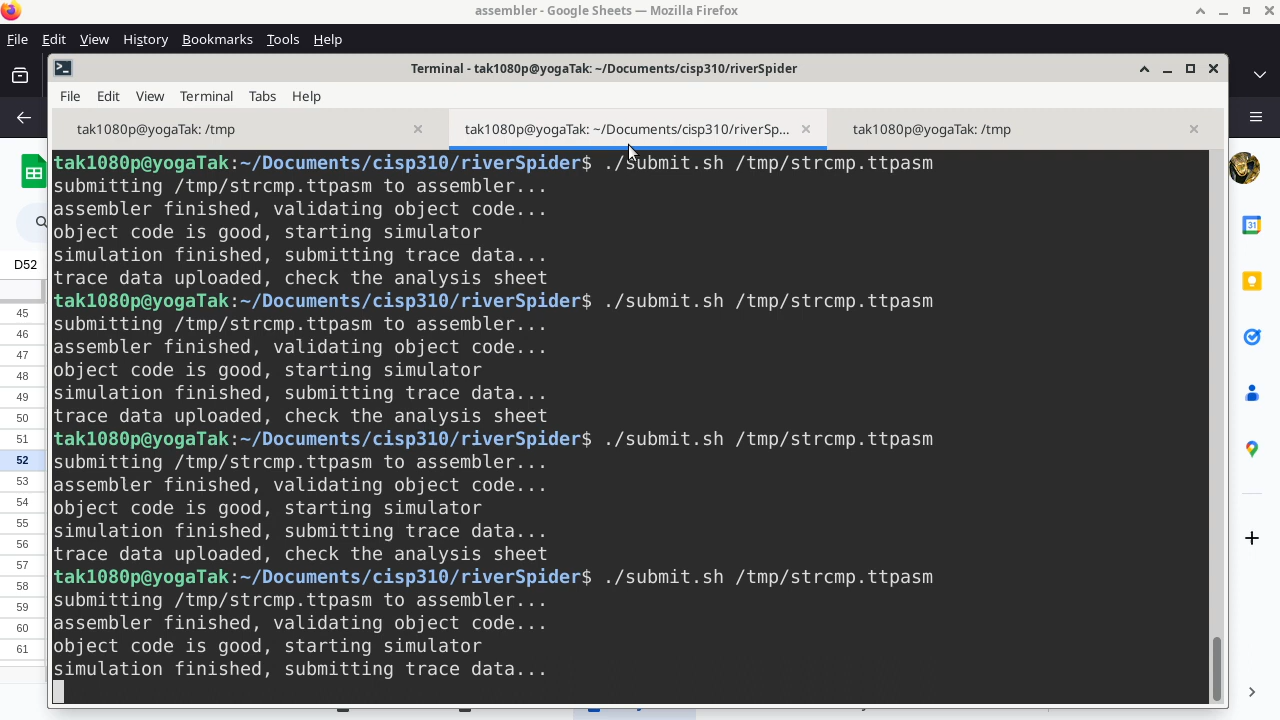 assembler - Google Sheets — Mozilla Firefox
File Edit View History Bookmarks Tools Help
Terminal - tak1080p@yogaTak: ~/Documents/cisp310/riverSpider
File Edit View Terminal Tabs Help
tak1080p@yogaTak: /tmp
tak1080p@yogaTak: ~/Documents/cisp310/riverSp...
tak1080p@yogaTak: /tmp
tak1080p@yogaTak:~/Documents/cisp310/riverSpider$ ./submit.sh /tmp/strcmp.ttpasm
submitting /tmp/strcmp.ttpasm to assembler...
assembler finished, validating object code...
object code is good, starting simulator
simulation finished, submitting trace data...
trace data uploaded, check the analysis sheet
tak1080p@yogaTak:~/Documents/cisp310/riverSpider$ ./submit.sh /tmp/strcmp.ttpasm
submitting /tmp/strcmp.ttpasm to assembler...
assembler finished, validating object code...
object code is good, starting simulator
simulation finished, submitting trace data...
trace data uploaded, check the analysis sheet
tak1080p@yogaTak:~/Documents/cisp310/riverSpider$ ./submit.sh /tmp/strcmp.ttpasm
submitting /tmp/strcmp.ttpasm to assembler...
assembler finished, validating object code...
object code is good, starting simulator
simulation finished, submitting trace data...
trace data uploaded, check the analysis sheet
tak1080p@yogaTak:~/Documents/cisp310/riverSpider$ ./submit.sh /tmp/strcmp.ttpasm
submitting /tmp/strcmp.ttpasm to assembler...
assembler finished, validating object code...
object code is good, starting simulator
simulation finished, submitting trace data...
D52
45
46
47
48
49
50
51
52
53
54
55
56
57
58
59
60
61
31